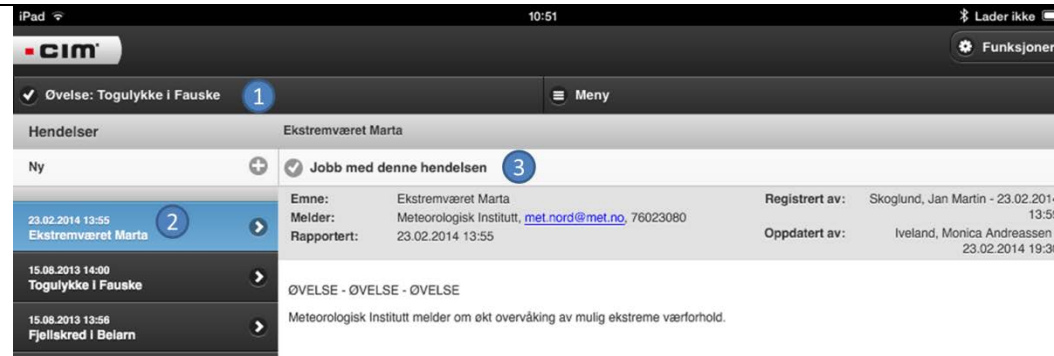 iPad 10:51 Lader ikke
CIM Funksjoner
Øvelse: Togulykke i Fauske 1 Meny
Hendelser Ekstremværet Marta
Ny Jobb med denne hendelsen 3
Emne: Ekstremværet Marta Registrert av: Skoglund, Jan Martin - 23.02.2014
23.02.2014 13:55 2 Melder: Meteorologisk Institutt, met.nord@met.no, 76023080 13:55
Ekstremværet Marta Rapportert: 23.02.2014 13:55 Oppdatert av: Iveland, Monica Andreassen
23.02.2014 19:30
15.08.2013 14:00
Togulykke i Fauske
ØVELSE - ØVELSE - ØVELSE
15.08.2013 13:56 Meteorologisk Institutt melder om økt overvåking av mulig ekstreme værforhold.
Fjellskred i Beiarn